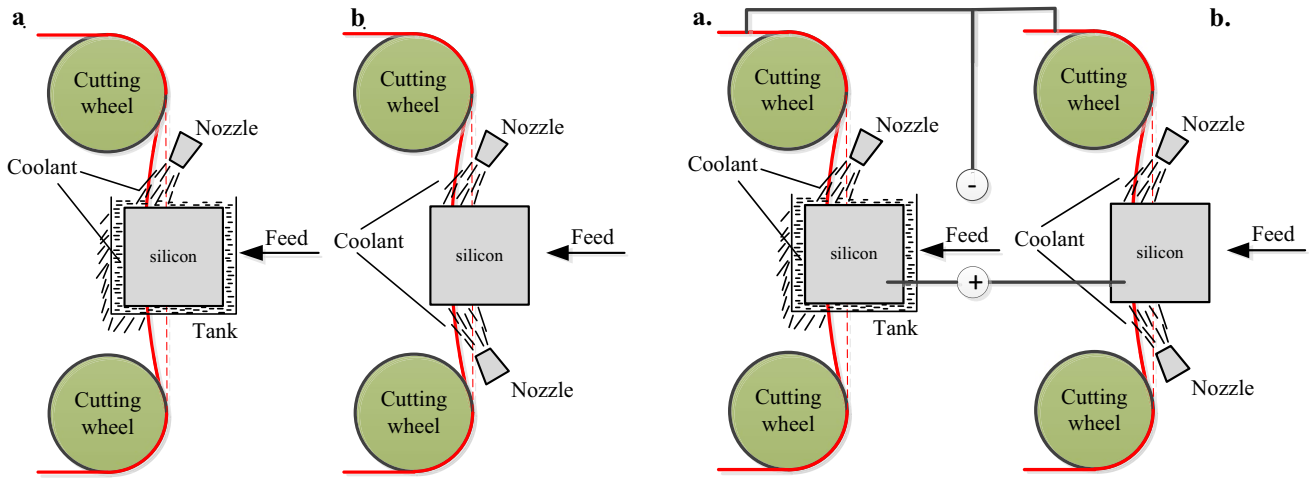 a.
b.
Cutting
wheel
Cutting
wheel
Nozzle
Nozzle
Coolant
silicon
Feed
Coolant
silicon
Feed
Tank
Nozzle
Cutting
wheel
Cutting
wheel
a.
b.
Cutting
wheel
Cutting
wheel
Nozzle
Nozzle
Coolant
-
silicon
Feed
Coolant
silicon
Feed
+
Tank
Nozzle
Cutting
wheel
Cutting
wheel